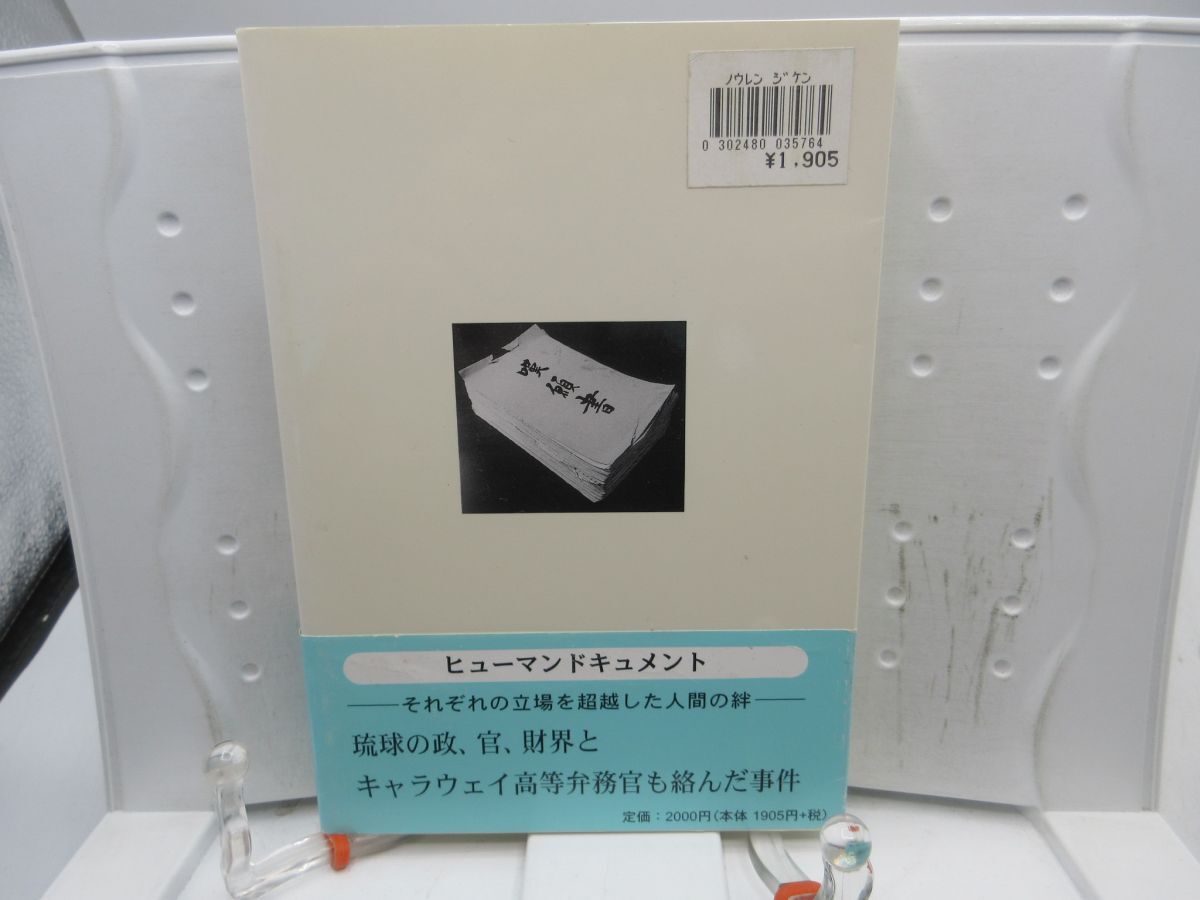 ﾉｳﾚﾝ ｼﾞｹﾝ
0 302480 035764
¥1,905
嘆願書
ヒューマンドキュメント
――それぞれの立場を超越した人間の絆――
琉球の政、官、財界と
キャラウェイ高等弁務官も絡んだ事件
定価：2000円（本体 1905円+税）